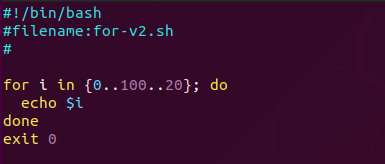 #!/bin/bash
#filename:for-v2.sh
#
for i in {0..100..20}; do
  echo $i
done
exit 0